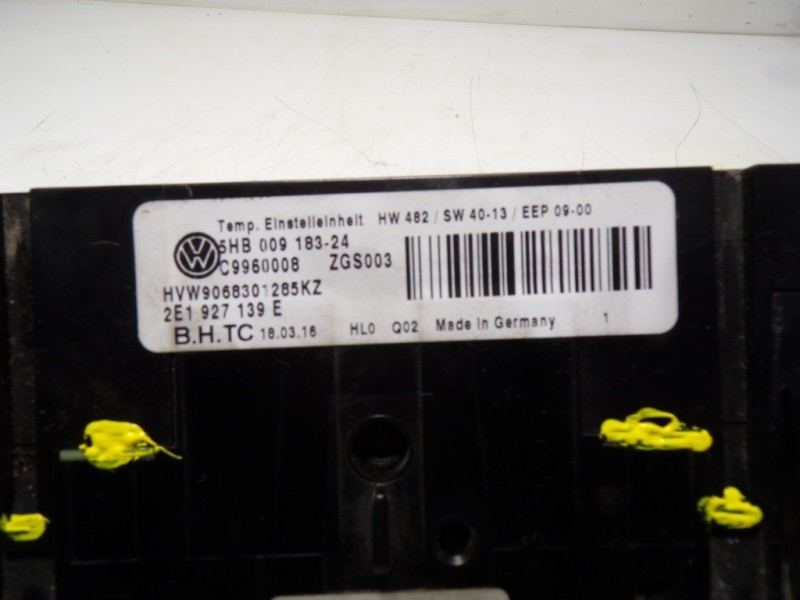 Temp. Einstelleinheit HW 482 / SW 40-13 / EEP 09-00
5HB 009 183-24
C9960008 ZGS003
HVW9068301285KZ
2E1 927 139 E
B.H.TC 18.03.16 HL0 Q02 Made in Germany 1